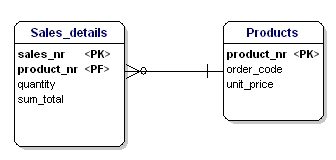 Sales_details
sales_nr <PK>
product_nr <PF>
quantity
sum_total
Products
product_nr <PK>
order_code
unit_price